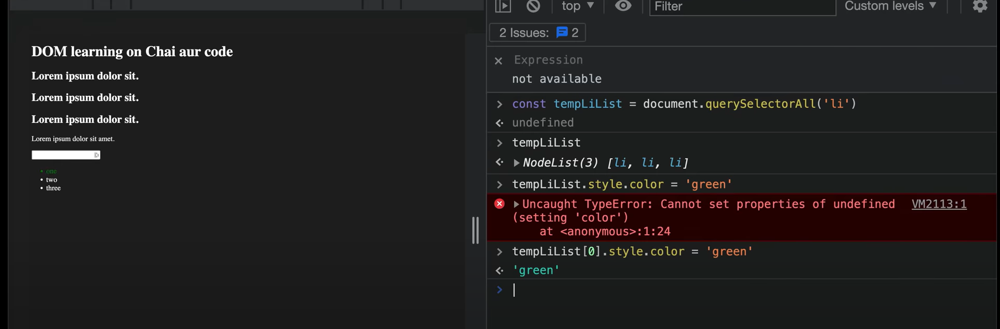 DOM learning on Chai aur code
Lorem ipsum dolor sit.
Lorem ipsum dolor sit.
Lorem ipsum dolor sit.
Lorem ipsum dolor sit amet.
• one
• two
• three
top ▼ Filter Custom levels ▼
2 Issues: 2
× Expression
not available
> const tempLiList = document.querySelectorAll('li')
<· undefined
> tempLiList
<· ▶ NodeList(3) [li, li, li]
> tempLiList.style.color = 'green'
▶ Uncaught TypeError: Cannot set properties of undefined VM2113:1
(setting 'color')
at <anonymous>:1:24
> tempLiList[0].style.color = 'green'
<· 'green'
>